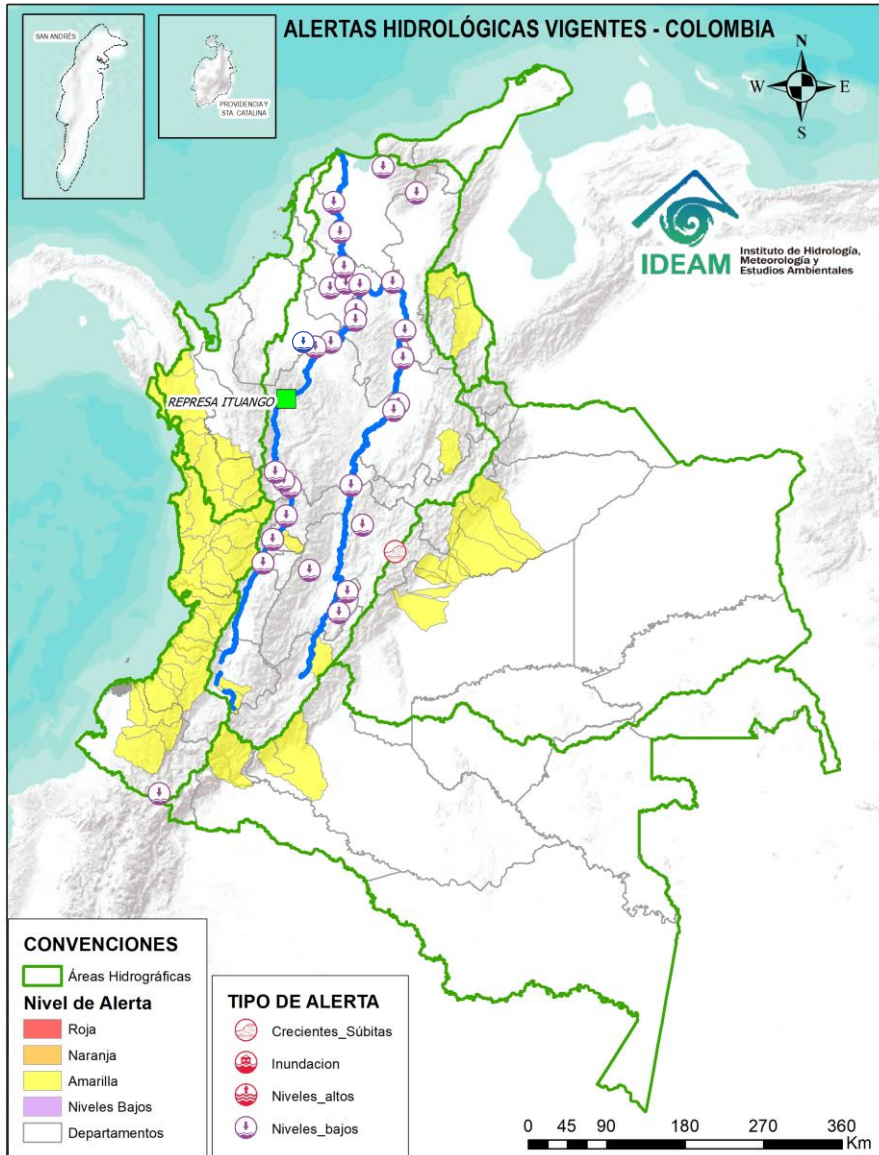 ALERTAS HIDROLÓGICAS VIGENTES - COLOMBIA
SAN ANDRÉS
PROVIDENCIA Y
STA. CATALINA
N
W
E
S
IDEAM
Instituto de Hidrología,
Meteorología y
Estudios Ambientales
REPRESA ITUANGO
CONVENCIONES
Áreas Hidrográficas
Nivel de Alerta
Roja
Naranja
Amarilla
Niveles Bajos
Departamentos
TIPO DE ALERTA
Crecientes_Súbitas
Inundacion
Niveles_altos
Niveles_bajos
0 45 90 180 270 360
Km